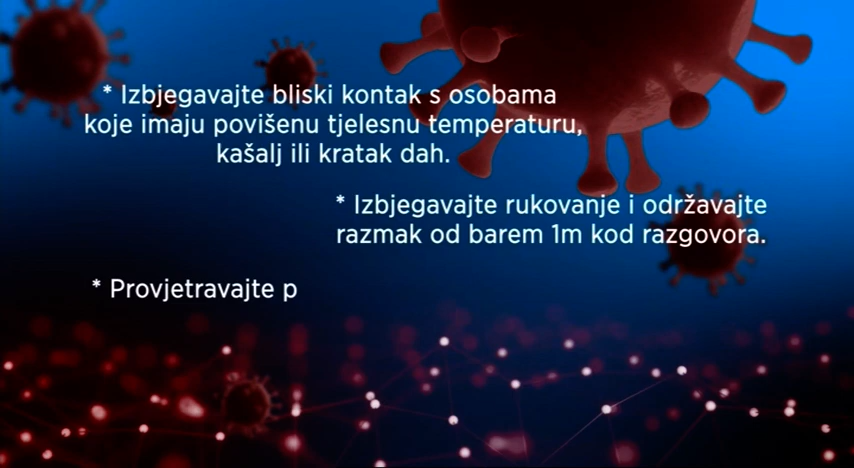 * Izbjegavajte bliski kontak s osobama
koje imaju povišenu tjelesnu temperaturu,
kašalj ili kratak dah.
* Izbjegavajte rukovanje i održavajte
razmak od barem 1m kod razgovora.
* Provjetravajte p